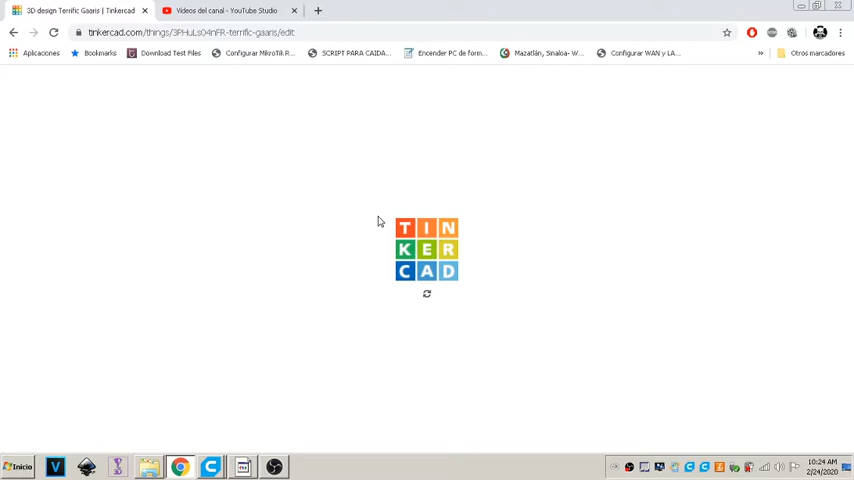 3D design Terrific Gaaris | Tinkercad
Videos del canal - YouTube Studio
tinkercad.com/things/3PHuLs04nFR-terrific-gaaris/edit
Aplicaciones
Bookmarks
Download Test Files
Configurar MikroTik R...
SCRIPT PARA CAIDA...
Encender PC de form...
Mazatlán, Sinaloa- W...
Configurar WAN y LA...
»
Otros marcadores
TIN
KER
CAD
Inicio
10:24 AM
2/24/2020